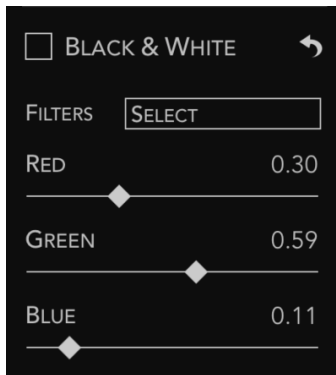 Black & White
Filters Select
Red 0.30
Green 0.59
Blue 0.11